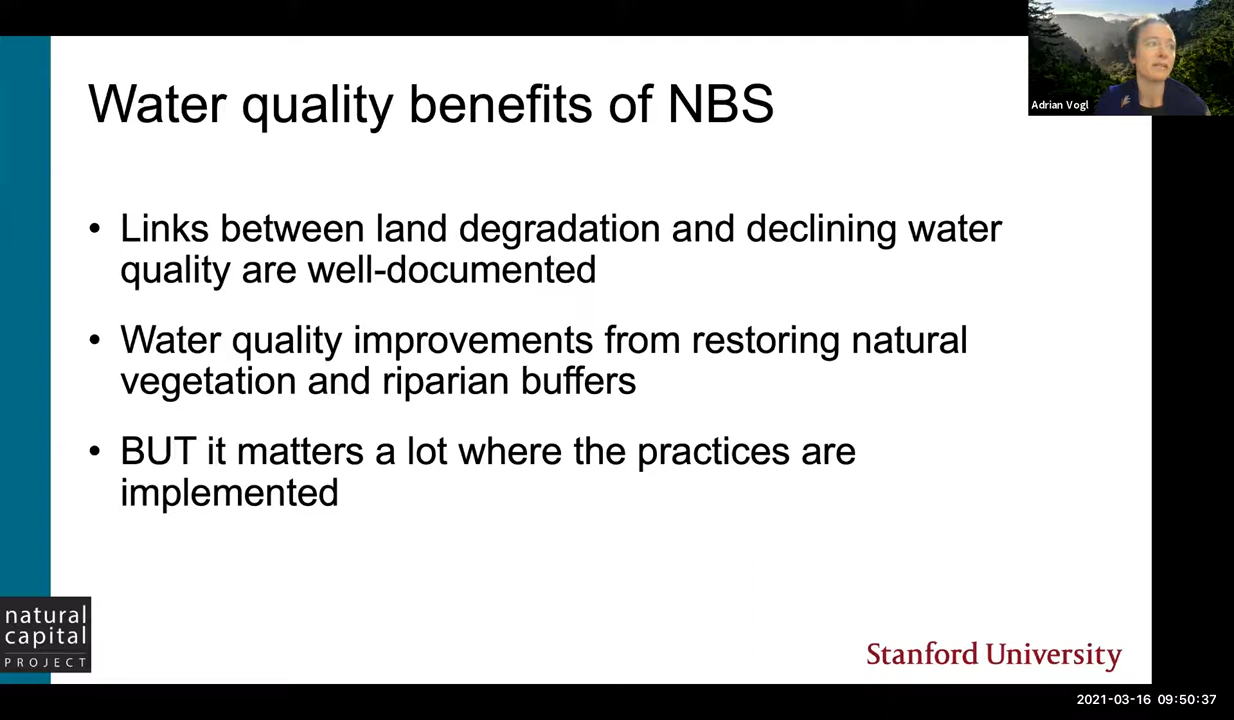 Water quality benefits of NBS
Adrian Vogl
• Links between land degradation and declining water
quality are well-documented
• Water quality improvements from restoring natural
vegetation and riparian buffers
• BUT it matters a lot where the practices are
implemented
natural
capital
PROJECT
Stanford University
2021-03-16 09:50:37